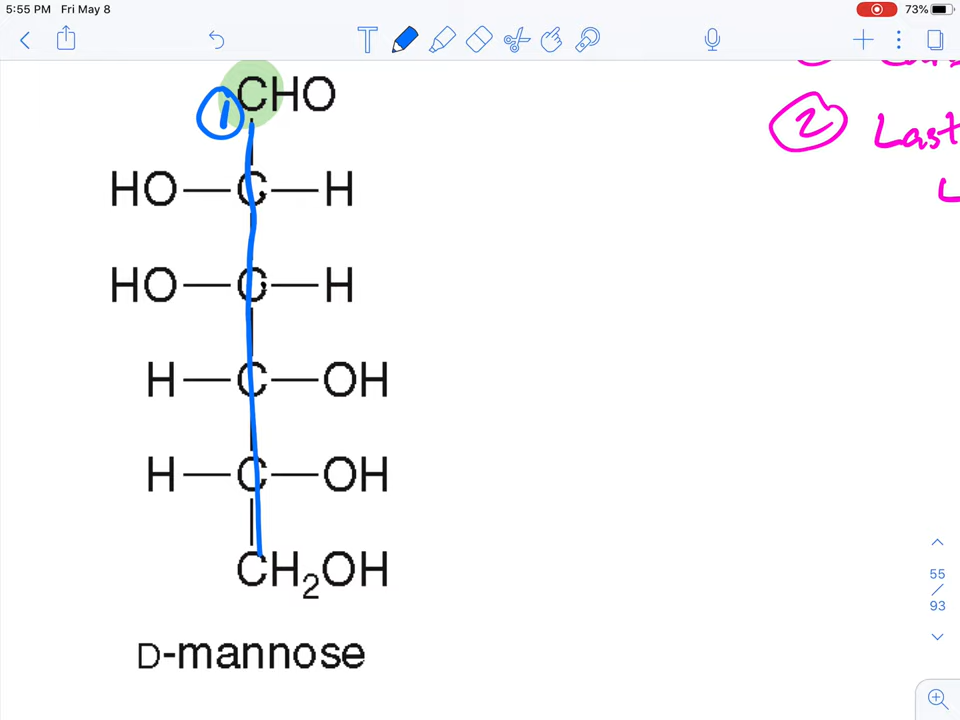 5:55 PM Fri May 8
73%
T
1 CHO
HO—C—H
HO—C—H
H—C—OH
H—C—OH
CH₂OH
D-mannose
2 Last
55
/
93